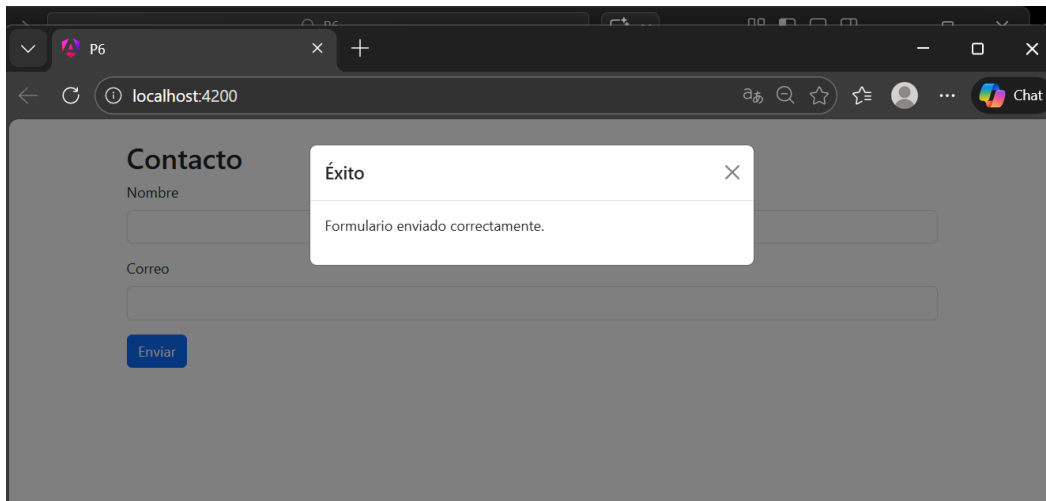 P6
localhost:4200
Chat
Contacto
Éxito
Nombre
Formulario enviado correctamente.
Correo
Enviar